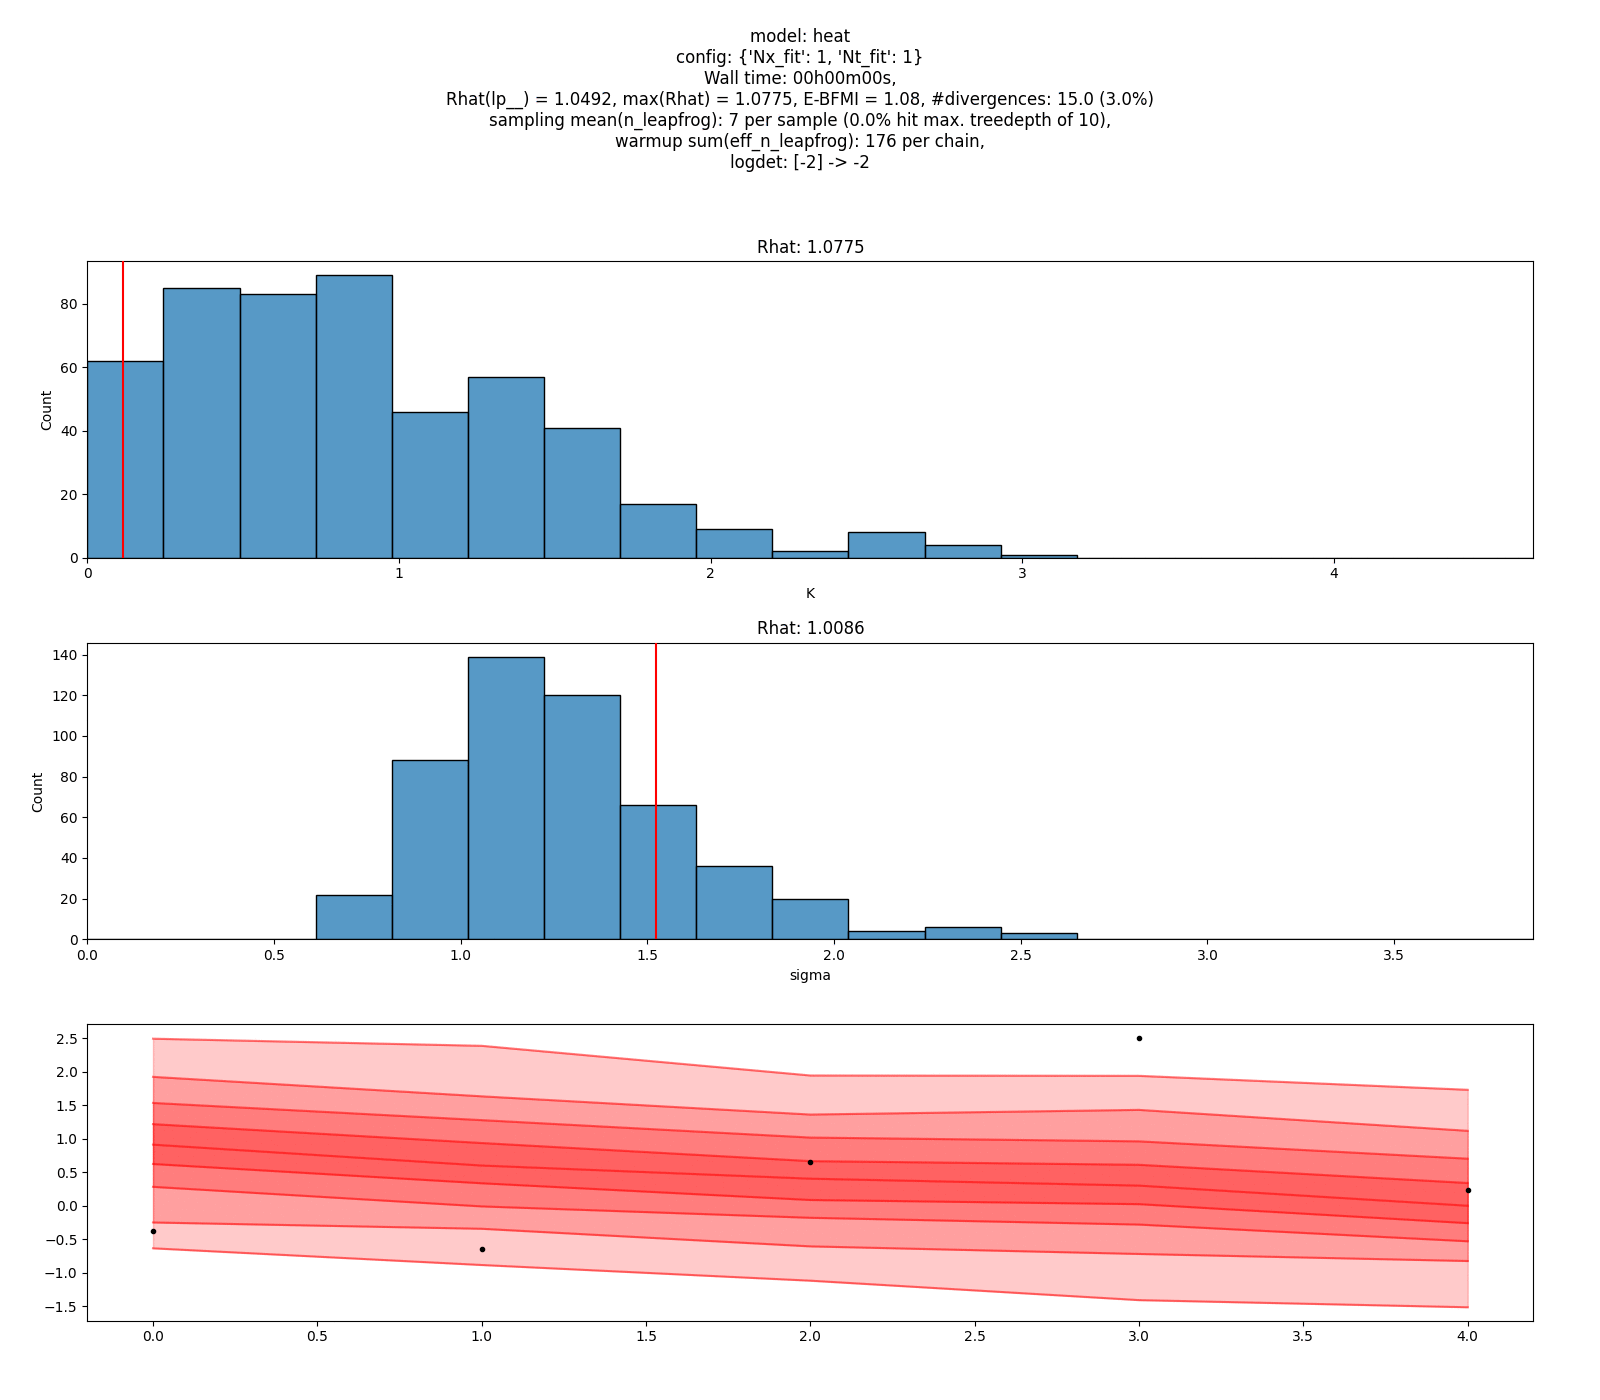 model: heat
config: {'Nx_fit': 1, 'Nt_fit': 1}
Wall time: 00h00m00s,
Rhat(lp__) = 1.0492, max(Rhat) = 1.0775, E-BFMI = 1.08, #divergences: 15.0 (3.0%)
sampling mean(n_leapfrog): 7 per sample (0.0% hit max. treedepth of 10),
warmup sum(eff_n_leapfrog): 176 per chain,
logdet: [-2] -> -2
Rhat: 1.0775
80
60
40
20
0
Count
0 1 2 3 4
K
Rhat: 1.0086
140
120
100
80
60
40
20
0
Count
0.0 0.5 1.0 1.5 2.0 2.5 3.0 3.5
sigma
2.5
2.0
1.5
1.0
0.5
0.0
−0.5
−1.0
−1.5
0.0 0.5 1.0 1.5 2.0 2.5 3.0 3.5 4.0